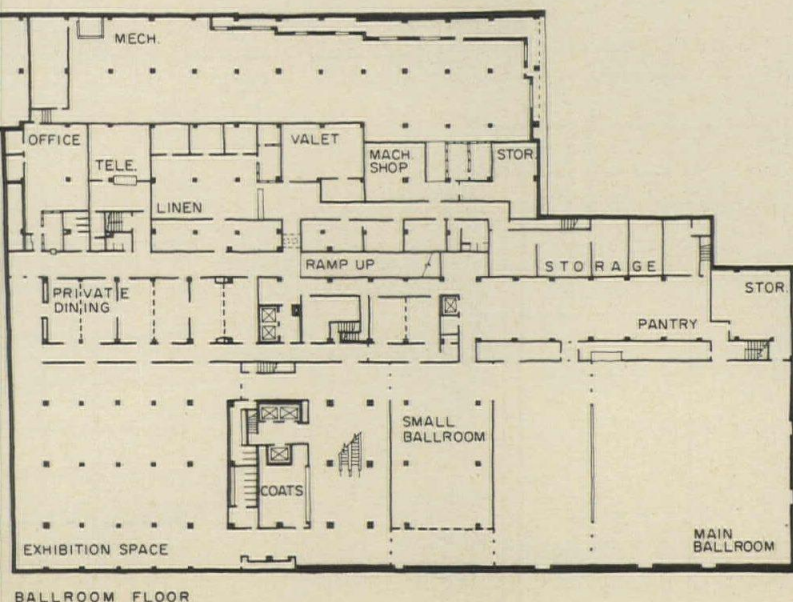 MECH.
OFFICE
TELE.
LINEN
VALET
MACH.
SHOP
STOR.
RAMP UP
STORAGE
STOR.
PRIVATE
DINING
PANTRY
SMALL
BALLROOM
COATS
EXHIBITION SPACE
MAIN
BALLROOM
BALLROOM FLOOR